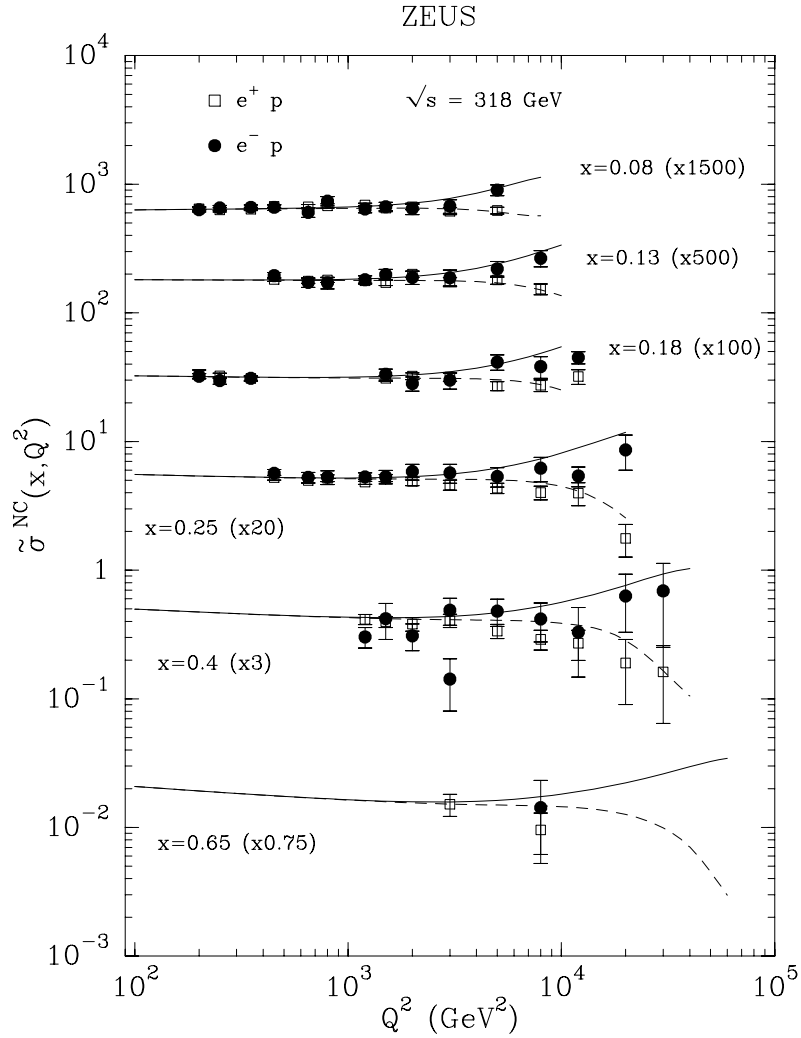 ZEUS
10⁴
10³
10²
10¹
1
10⁻¹
10⁻²
10⁻³
σ̃ᴺᶜ(x,Q²)
e⁺ p
e⁻ p
√s = 318 GeV
x=0.08 (x1500)
x=0.13 (x500)
x=0.18 (x100)
x=0.25 (x20)
x=0.4 (x3)
x=0.65 (x0.75)
10² 10³ 10⁴ 10⁵
Q² (GeV²)